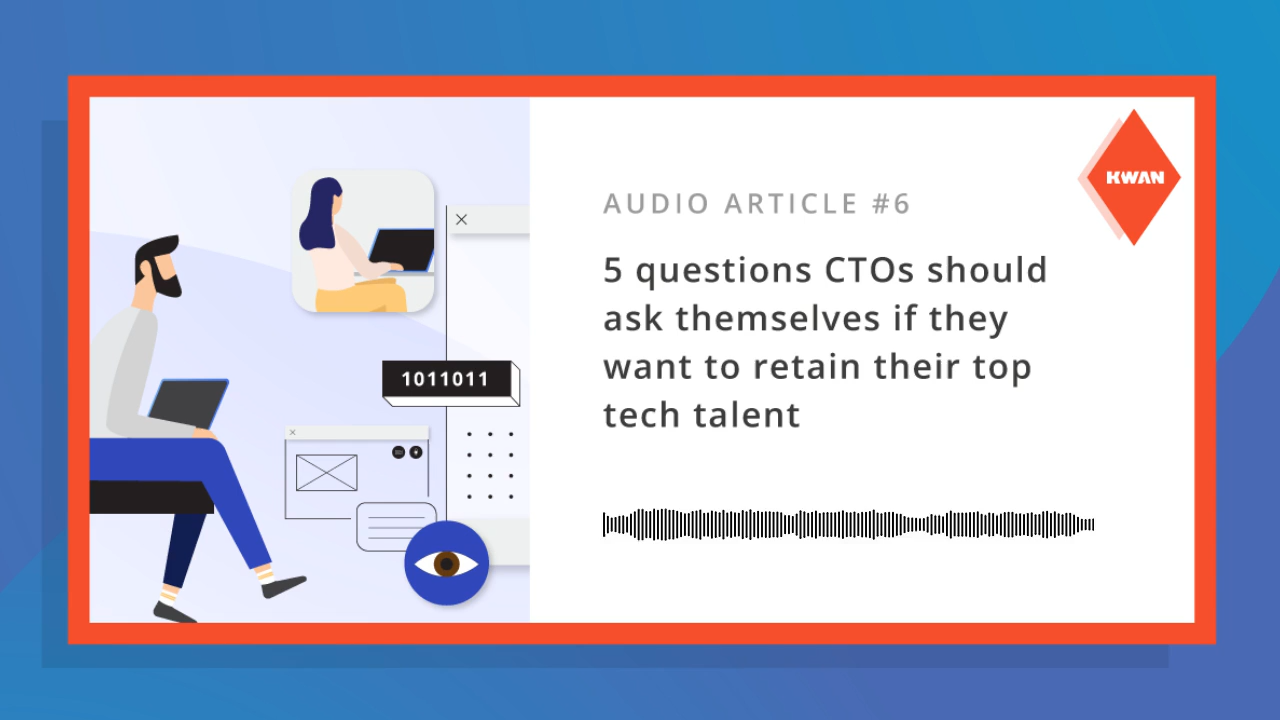 KWAN
AUDIO ARTICLE #6
5 questions CTOs should
ask themselves if they
want to retain their top
tech talent
1011011